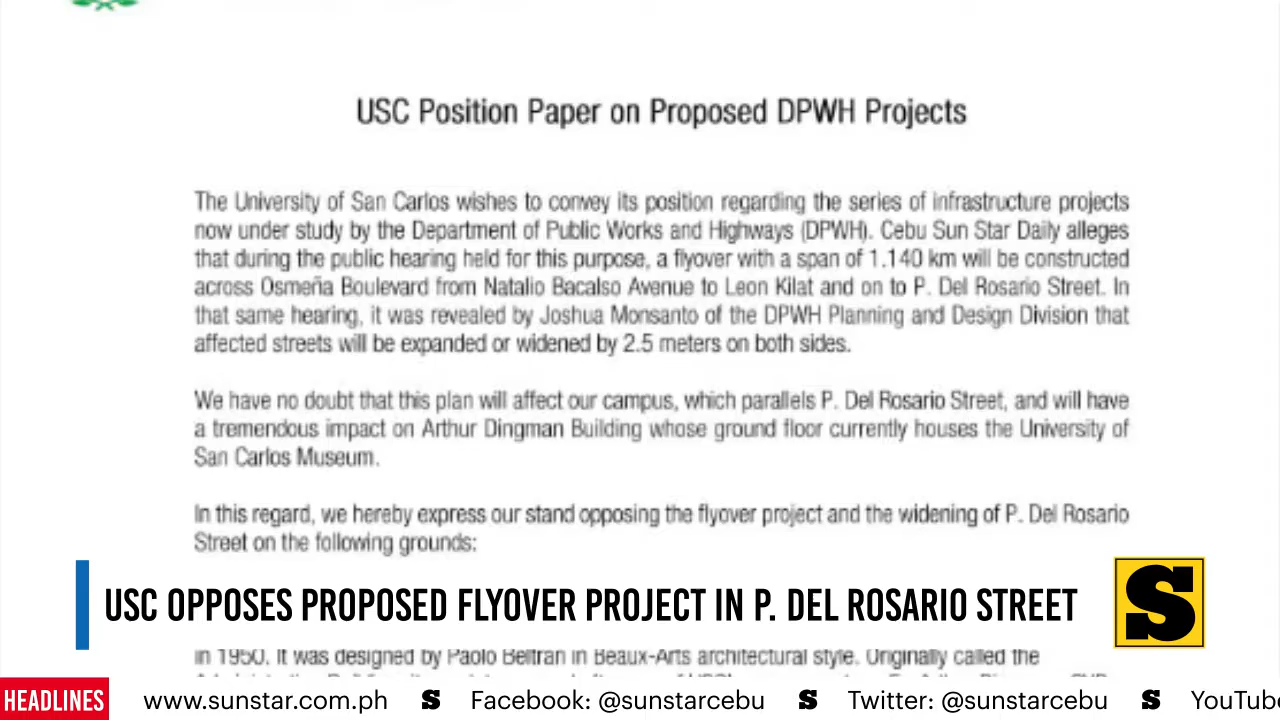 USC Position Paper on Proposed DPWH Projects
The University of San Carlos wishes to convey its position regarding the series of infrastructure projects
now under study by the Department of Public Works and Highways (DPWH). Cebu Sun Star Daily alleges
that during the public hearing held for this purpose, a flyover with a span of 1.140 km will be constructed
across Osmeña Boulevard from Natalio Bacalso Avenue to Leon Kilat and on to P. Del Rosario Street. In
that same hearing, it was revealed by Joshua Monsanto of the DPWH Planning and Design Division that
affected streets will be expanded or widened by 2.5 meters on both sides.
We have no doubt that this plan will affect our campus, which parallels P. Del Rosario Street, and will have
a tremendous impact on Arthur Dingman Building whose ground floor currently houses the University of
San Carlos Museum.
In this regard, we hereby express our stand opposing the flyover project and the widening of P. Del Rosario
Street on the following grounds:
USC OPPOSES PROPOSED FLYOVER PROJECT IN P. DEL ROSARIO STREET
S
in 1950. It was designed by Paolo Beltran in Beaux-Arts architectural style. Originally called the
HEADLINES www.sunstar.com.ph S Facebook: @sunstarcebu S Twitter: @sunstarcebu S YouTube